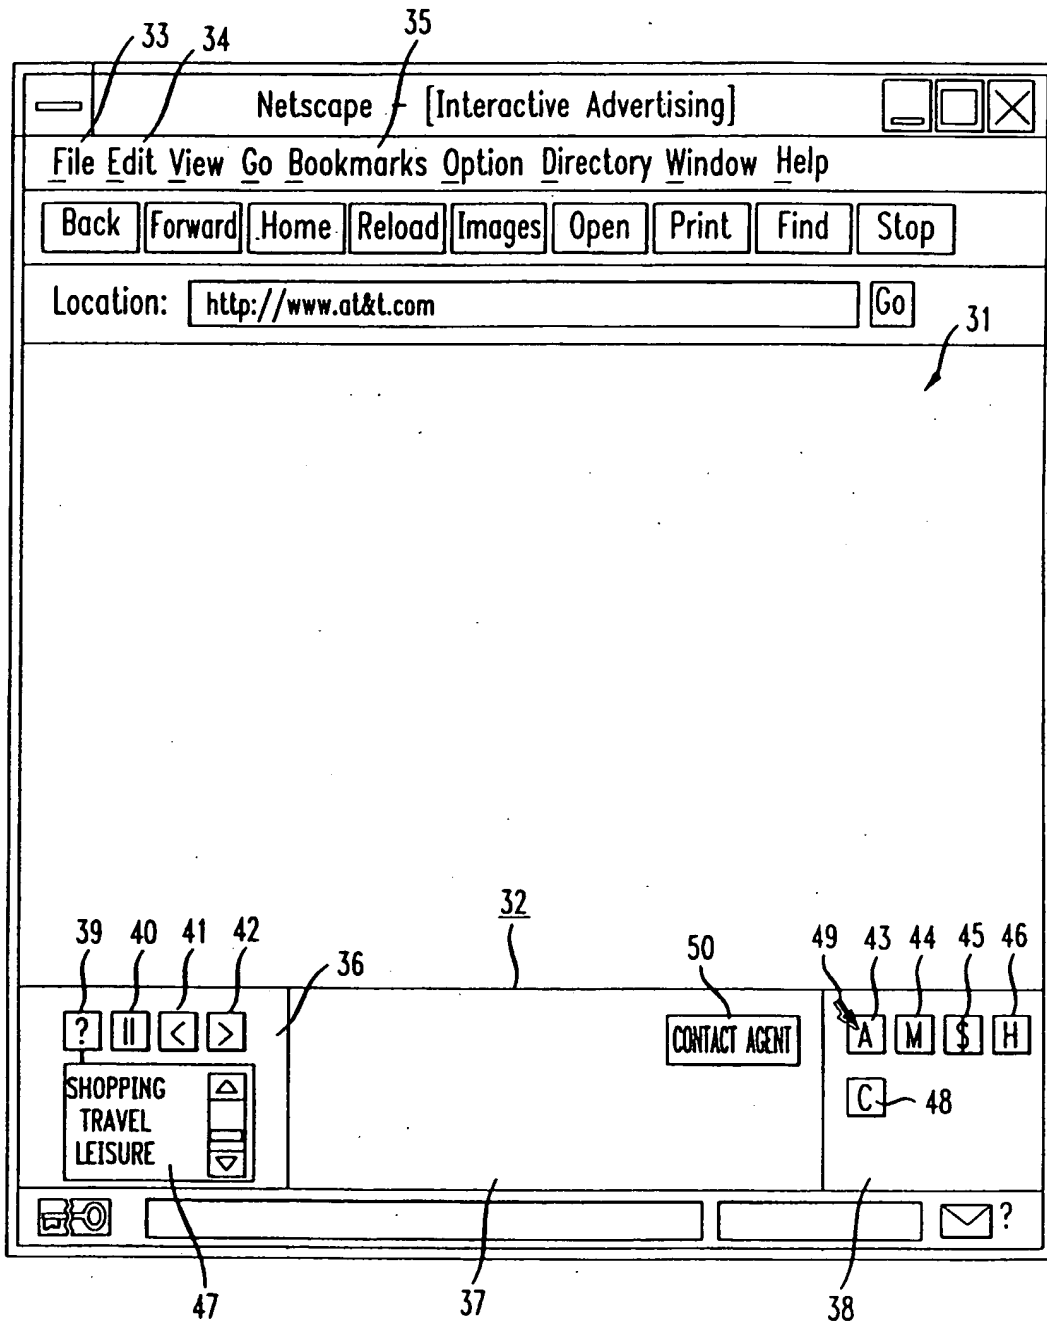 33 34 35
Netscape - [Interactive Advertising]
File Edit View Go Bookmarks Option Directory Window Help
Back Forward Home Reload Images Open Print Find Stop
Location: http://www.at&t.com Go
31
32
39 40 41 42 36 50 49 43 44 45 46
? || < > CONTACT AGENT A M $ H
SHOPPING
TRAVEL
LEISURE
C 48
?
47 37 38